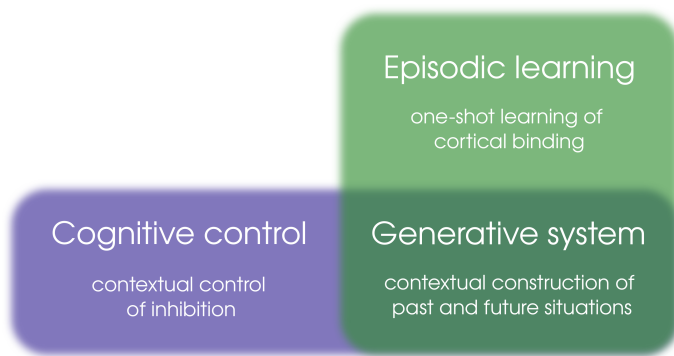 Episodic learning
one-shot learning of
cortical binding
Cognitive control
contextual control
of inhibition
Generative system
contextual construction of
past and future situations